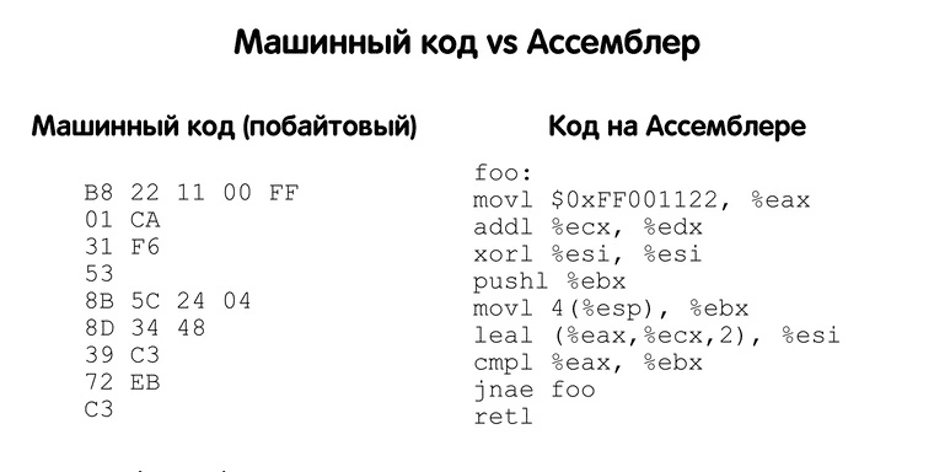 Машинный код vs Ассемблер
Машинный код (побайтовый)
B8 22 11 00 FF
01 CA
31 F6
53
8B 5C 24 04
8D 34 48
39 C3
72 EB
C3
Код на Ассемблере
foo:
movl $0xFF001122, %eax
addl %ecx, %edx
xorl %esi, %esi
pushl %ebx
movl 4(%esp), %ebx
leal (%eax,%ecx,2), %esi
cmpl %eax, %ebx
jnae foo
retl